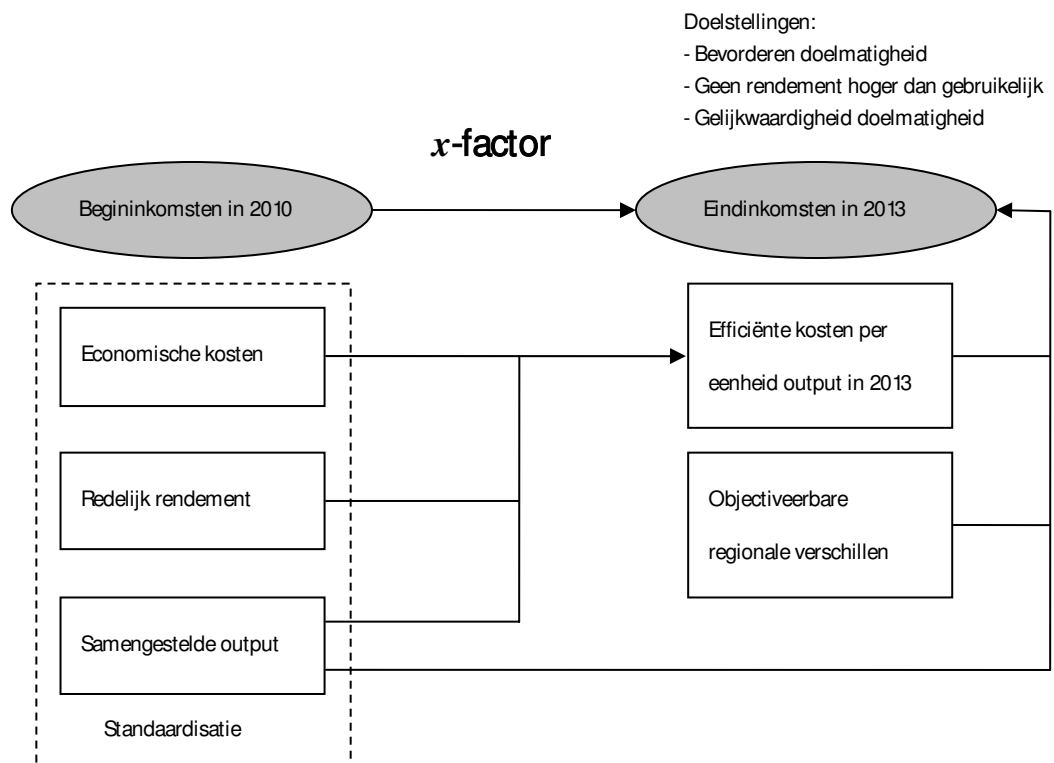 Doelstellingen:
- Bevorderen doelmatigheid
- Geen rendement hoger dan gebruikelijk
- Gelijkwaardigheid doelmatigheid
x-factor
Begininkomsten in 2010
Eindinkomsten in 2013
Economische kosten
Efficiënte kosten per
eenheid output in 2013
Redelijk rendement
Objectiveerbare
regionale verschillen
Samengestelde output
Standaardisatie